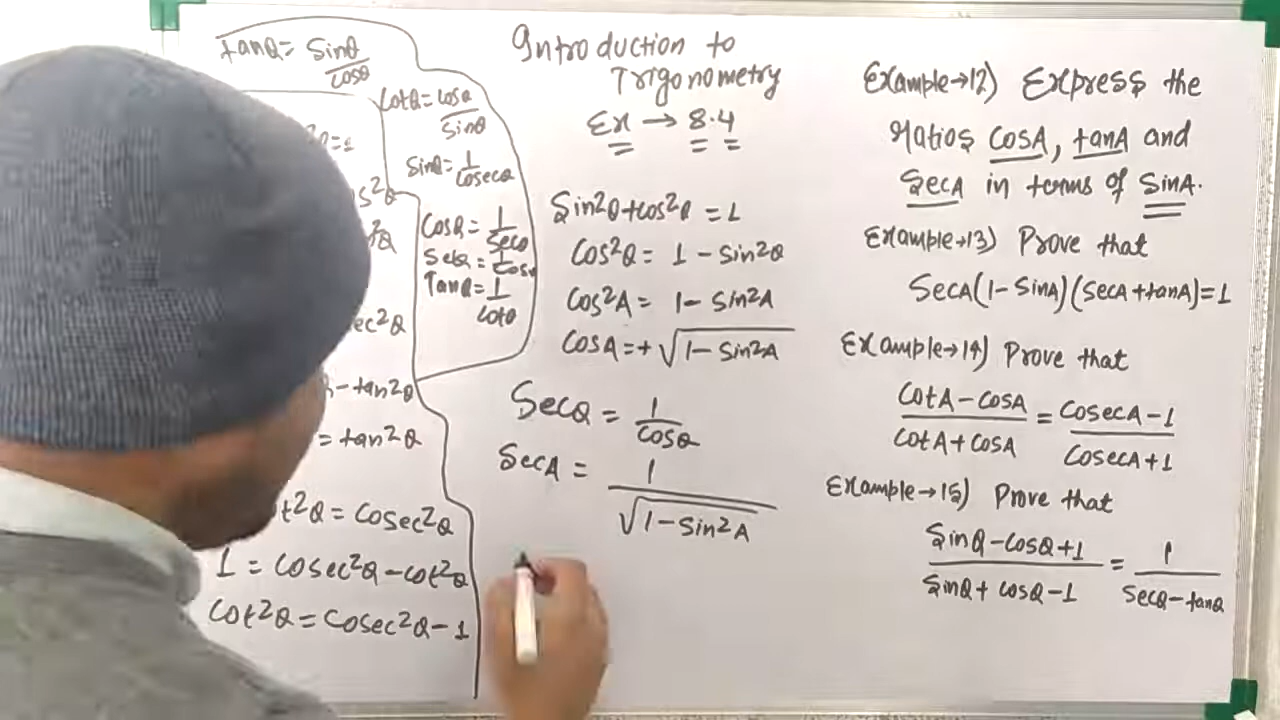 tanθ = sinθ / cosθ
cotθ = cosθ / sinθ
sinθ = 1 / cosecθ
cosθ = 1 / secθ
secθ = 1 / cosθ
Tanθ = 1 / cotθ
ec²θ
- tan²θ
= tan²θ
t²θ = cosec²θ
1 = cosec²θ - cot²θ
cot²θ = cosec²θ - 1
Introduction to
Trigonometry
Ex → 8.4
Sin²θ + cos²θ = 1
Cos²θ = 1 - sin²θ
Cos²A = 1 - Sin²A
CosA = + √1 - Sin²A
Secθ = 1 / cosθ
SecA = 1 / √1 - Sin²A
Example → 12) Express the
Ratios CosA, tanA and
SecA in terms of SinA.
Example → 13) Prove that
SecA (1 - SinA) (SecA + tanA) = 1
Example → 14) Prove that
CotA - CosA / CotA + CosA = CosecA - 1 / CosecA + 1
Example → 15) Prove that
Sinθ - cosθ + 1 / Sinθ + cosθ - 1 = 1 / Secθ - tanθ